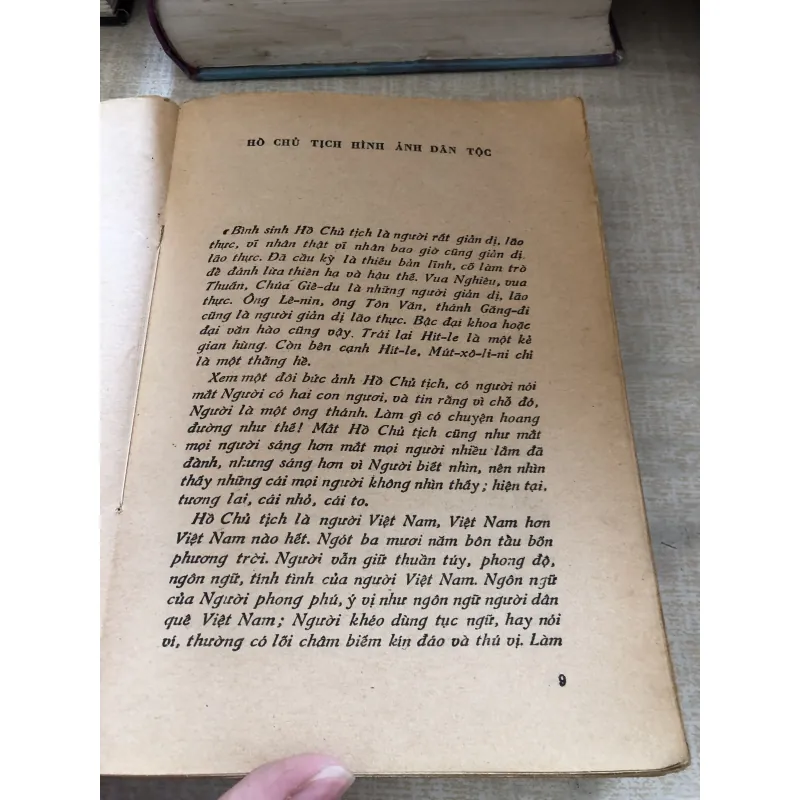 HỒ CHỦ TỊCH HÌNH ẢNH DÂN TỘC
« Bình sinh Hồ Chủ tịch là người rất giản dị, lão
thực, vĩ nhân thật vĩ nhân bao giờ cũng giản dị
lão thực. Đã cầu kỳ là thiếu bản lĩnh, cố làm trò
để đánh lừa thiên hạ và hậu thế. Vua Nghiêu, vua
Thuấn, Chúa Giê-du là những người giản dị, lão
thực. Ông Lê-nin, ông Tôn Văn, thánh Găng-đi
cũng là người giản dị lão thực. Bậc đại khoa hoặc
đại văn hào cũng vậy. Trái lại Hít-le là một kẻ
gian hùng. Còn bên cạnh Hít-le, Mút-xô-li-ni chỉ
là một thằng hề.
Xem một đôi bức ảnh Hồ Chủ tịch, có người nói
mắt Người có hai con ngươi, và tin rằng vì chỗ đó,
Người là một ông thánh. Làm gì có chuyện hoang
đường như thế! Mắt Hồ Chủ tịch cũng như mắt
mọi người sáng hơn mắt mọi người nhiều lắm đã
đành, nhưng sáng hơn vì Người biết nhìn, nên nhìn
thấy những cái mọi người không nhìn thấy; hiện tại,
tương lai, cái nhỏ, cái to.
Hồ Chủ tịch là người Việt Nam, Việt Nam hơn
Việt Nam nào hết. Ngót ba mươi năm bôn tẩu bốn
phương trời. Người vẫn giữ thuần túy, phong độ,
ngôn ngữ, tính tình của người Việt Nam. Ngôn ngữ
của Người phong phú, ý vị như ngôn ngữ người dân
quê Việt Nam; Người khéo dùng tục ngữ, hay nói
ví, thường có lối châm biếm kín đáo và thú vị. Làm
9